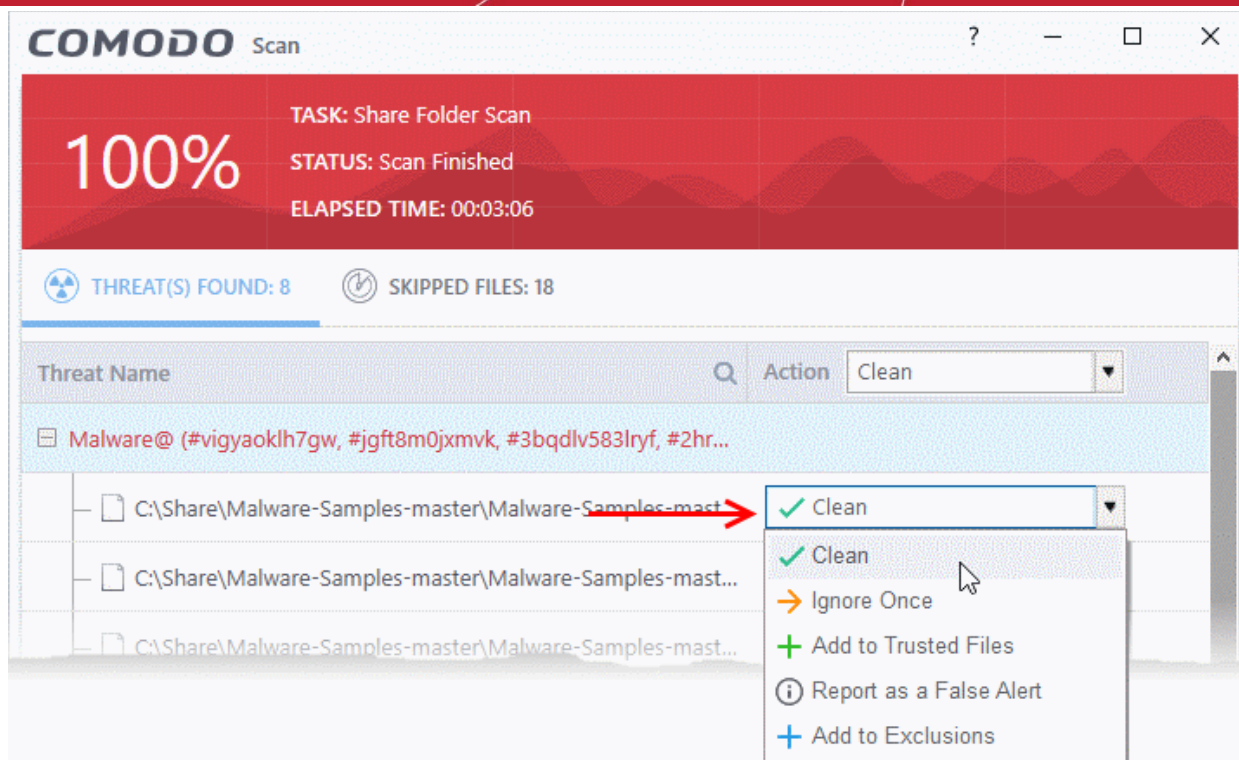 COMODO Scan ?
100%
TASK: Share Folder Scan
STATUS: Scan Finished
ELAPSED TIME: 00:03:06
THREAT(S) FOUND: 8 SKIPPED FILES: 18
Threat Name Action Clean
Malware@ (#vigyaoklh7gw, #jgft8m0jxmvk, #3bqdlv583lryf, #2hr...
C:\Share\Malware-Samples-master\Malware-Samples-mast... Clean
Clean
C:\Share\Malware-Samples-master\Malware-Samples-mast...
Ignore Once
C:\Share\Malware-Samples-master\Malware-Samples-mast...
Add to Trusted Files
Report as a False Alert
Add to Exclusions